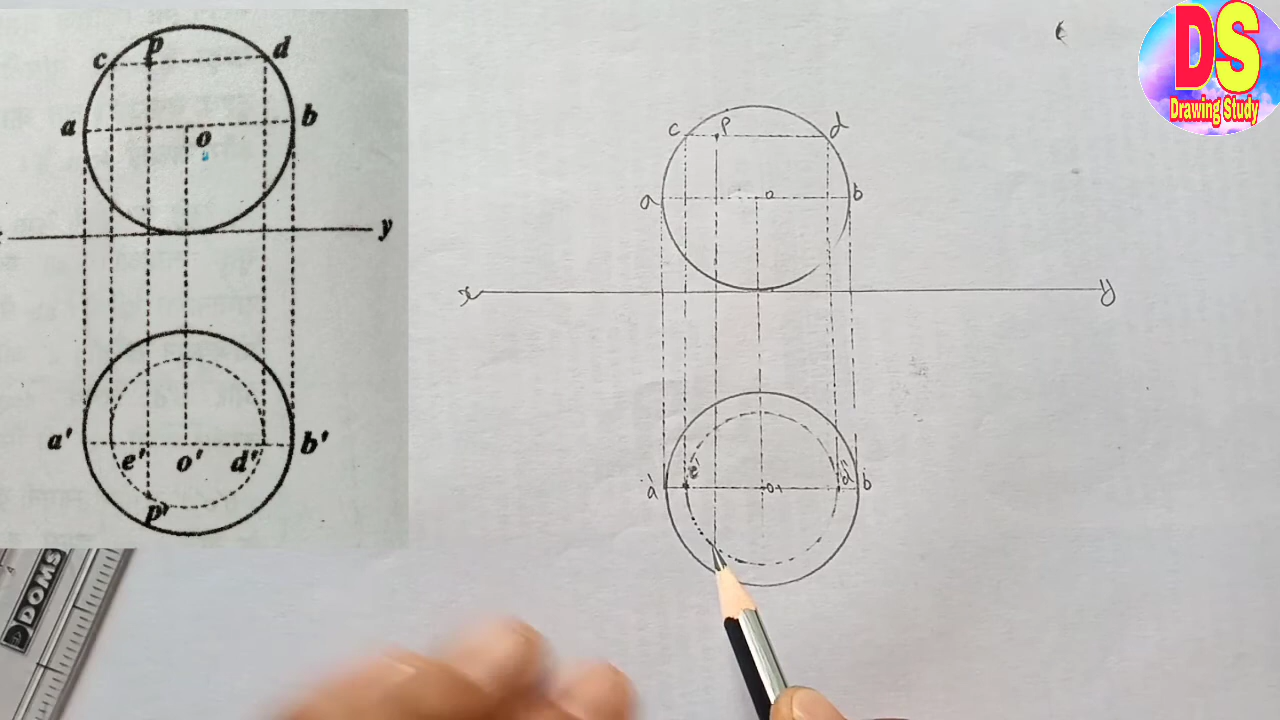 c p d
a b
o
y
a' b'
e' o' d'
p'
DOMS
c p d
a o b
x y
a' e' o, d' b
DS
Drawing Study